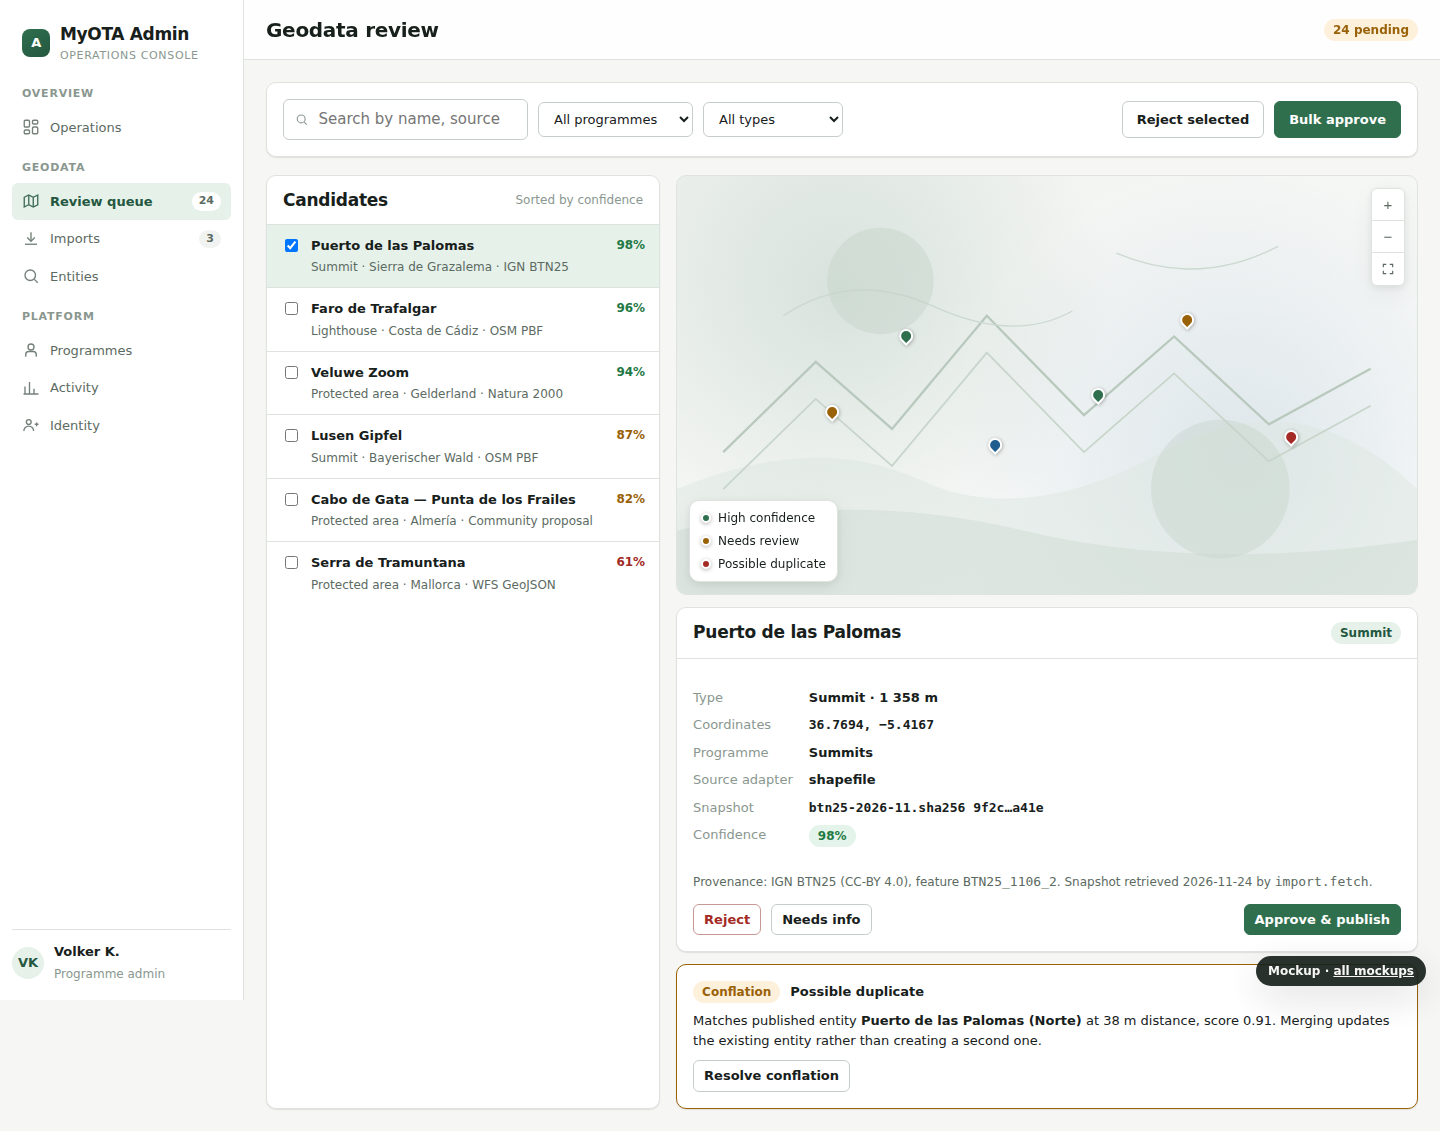 A
MyOTA Admin
OPERATIONS CONSOLE
OVERVIEW
Operations
GEODATA
Review queue 24
Imports 3
Entities
PLATFORM
Programmes
Activity
Identity
VK
Volker K.
Programme admin
Geodata review
24 pending
Search by name, source
All programmes
All types
Reject selected
Bulk approve
Candidates
Sorted by confidence
Puerto de las Palomas 98%
Summit · Sierra de Grazalema · IGN BTN25
Faro de Trafalgar 96%
Lighthouse · Costa de Cádiz · OSM PBF
Veluwe Zoom 94%
Protected area · Gelderland · Natura 2000
Lusen Gipfel 87%
Summit · Bayerischer Wald · OSM PBF
Cabo de Gata — Punta de los Frailes 82%
Protected area · Almería · Community proposal
Serra de Tramuntana 61%
Protected area · Mallorca · WFS GeoJSON
+
−
High confidence
Needs review
Possible duplicate
Puerto de las Palomas
Summit
Type Summit · 1 358 m
Coordinates 36.7694, −5.4167
Programme Summits
Source adapter shapefile
Snapshot btn25-2026-11.sha256 9f2c…a41e
Confidence 98%
Provenance: IGN BTN25 (CC-BY 4.0), feature BTN25_1106_2. Snapshot retrieved 2026-11-24 by import.fetch.
Reject
Needs info
Approve & publish
Mockup · all mockups
Conflation Possible duplicate
Matches published entity Puerto de las Palomas (Norte) at 38 m distance, score 0.91. Merging updates
the existing entity rather than creating a second one.
Resolve conflation